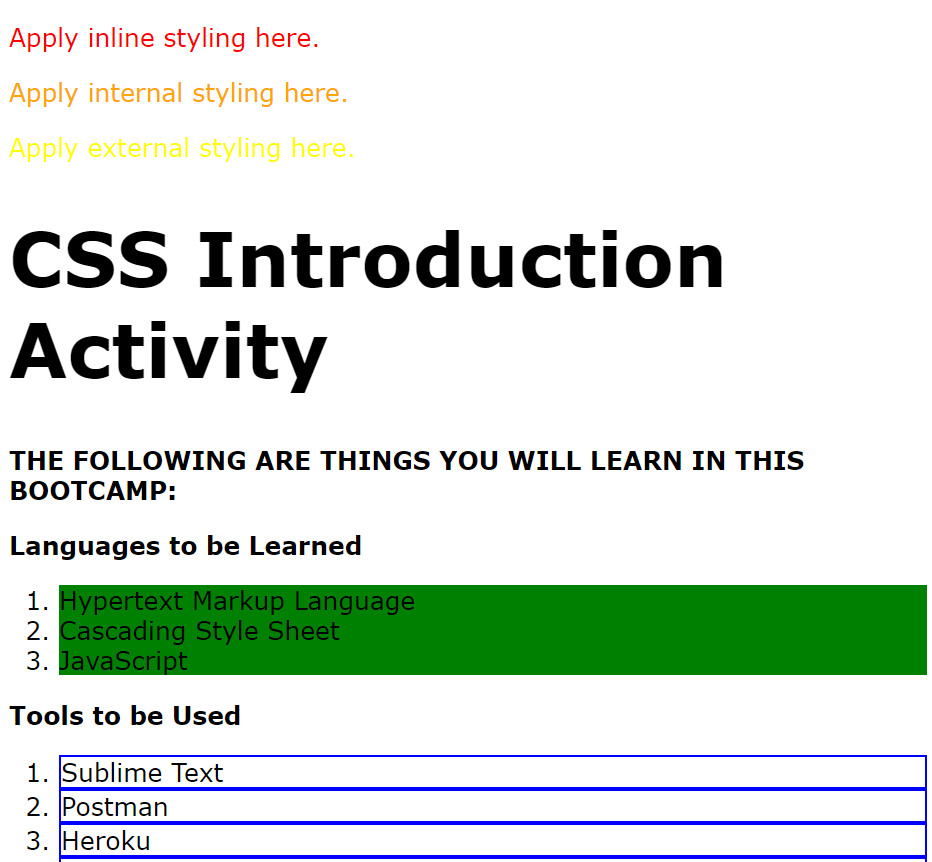 Apply inline styling here.
Apply internal styling here.
Apply external styling here.
CSS Introduction
Activity
THE FOLLOWING ARE THINGS YOU WILL LEARN IN THIS
BOOTCAMP:
Languages to be Learned
1. Hypertext Markup Language
2. Cascading Style Sheet
3. JavaScript
Tools to be Used
1. Sublime Text
2. Postman
3. Heroku